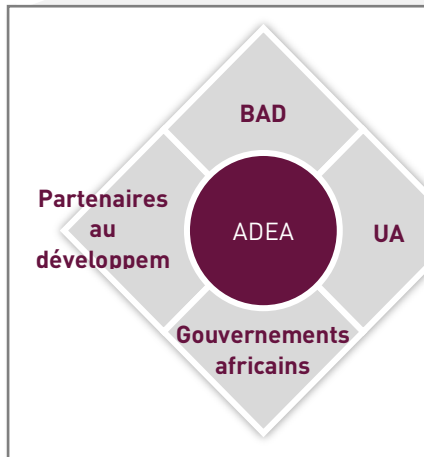 BAD
Partenaires
au
développem
ADEA
UA
Gouvernements
africains